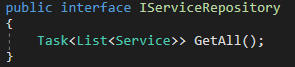 public interface IServiceRepository
{
    Task<List<Service>> GetAll();
}